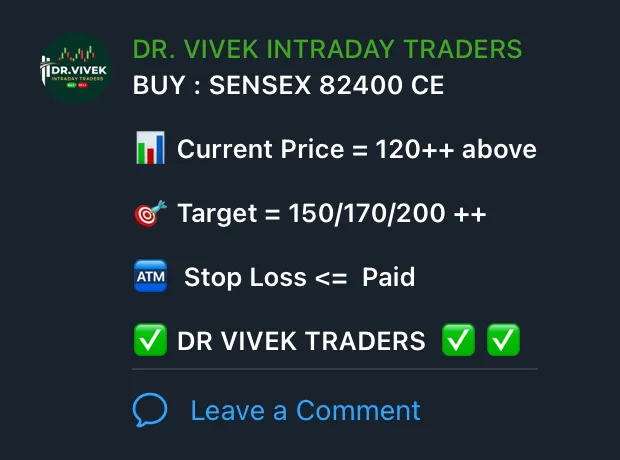 DR. VIVEK INTRADAY TRADERS
DR.VIVEK
INTRADAY TRADERS
BUY : SENSEX 82400 CE
📊 Current Price = 120++ above
🎯 Target = 150/170/200 ++
🏧 Stop Loss <= Paid
✅ DR VIVEK TRADERS ✅ ✅
Leave a Comment